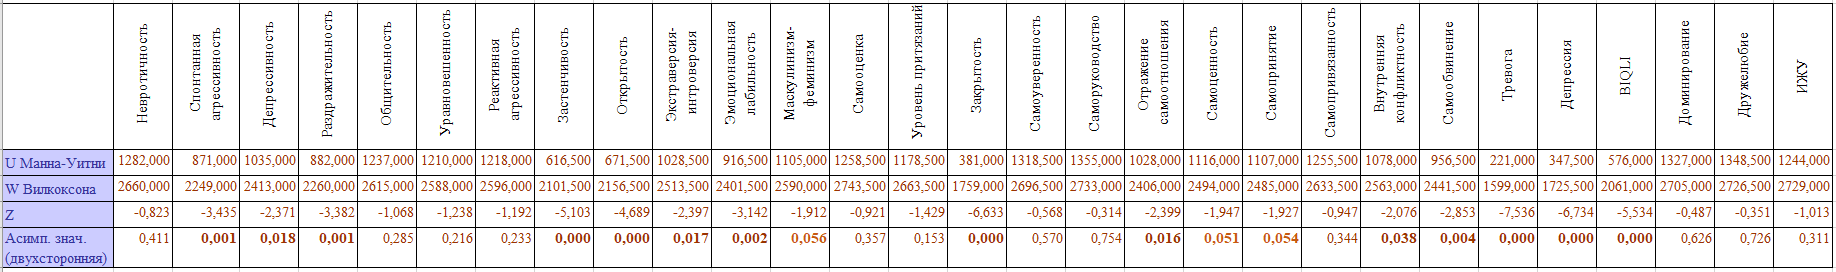 Невротичность Спонтанная агрессивность Депрессивность Раздражительность Общительность Уравновешенность Реактивная агрессивность Застенчивость Открытость Экстраверсия-интроверсия Эмоциональная лабильность Маскулинизм-феминизм Самооценка Уровень притязаний Закрытость Самоуверенность Саморуководство Отражение самоотношения Самоценность Самопринятие Самопривязанность Внутренняя конфликтность Самообвинение Тревога Депрессия BIQLI Доминирование Дружелюбие ИЖУ
U Манна-Уитни 1282,000 871,000 1035,000 882,000 1237,000 1210,000 1218,000 616,500 671,500 1028,500 916,500 1105,000 1258,500 1178,500 381,000 1318,500 1355,000 1028,000 1116,000 1107,000 1255,500 1078,000 956,500 221,000 347,500 576,000 1327,000 1348,500 1244,000
W Вилкоксона 2660,000 2249,000 2413,000 2260,000 2615,000 2588,000 2596,000 2101,500 2156,500 2513,500 2401,500 2590,000 2743,500 2663,500 1759,000 2696,500 2733,000 2406,000 2494,000 2485,000 2633,500 2563,000 2441,500 1599,000 1725,500 2061,000 2705,000 2726,500 2729,000
Z -0,823 -3,435 -2,371 -3,382 -1,068 -1,238 -1,192 -5,103 -4,689 -2,397 -3,142 -1,912 -0,921 -1,429 -6,633 -0,568 -0,314 -2,399 -1,947 -1,927 -0,947 -2,076 -2,853 -7,536 -6,734 -5,534 -0,487 -0,351 -1,013
Асимп. знач. 0,411 0,001 0,018 0,001 0,285 0,216 0,233 0,000 0,000 0,017 0,002 0,056 0,357 0,153 0,000 0,570 0,754 0,016 0,051 0,054 0,344 0,038 0,004 0,000 0,000 0,000 0,626 0,726 0,311
(двухсторонняя)